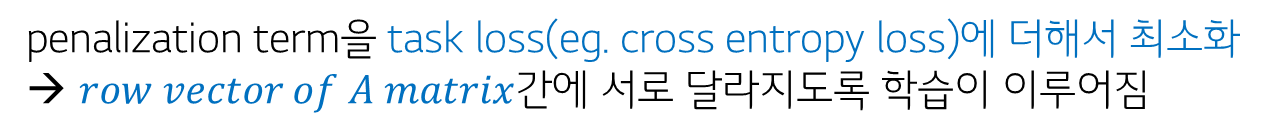 penalization term을 task loss(eg. cross entropy loss)에 더해서 최소화
→ row vector of A matrix간에 서로 달라지도록 학습이 이루어짐